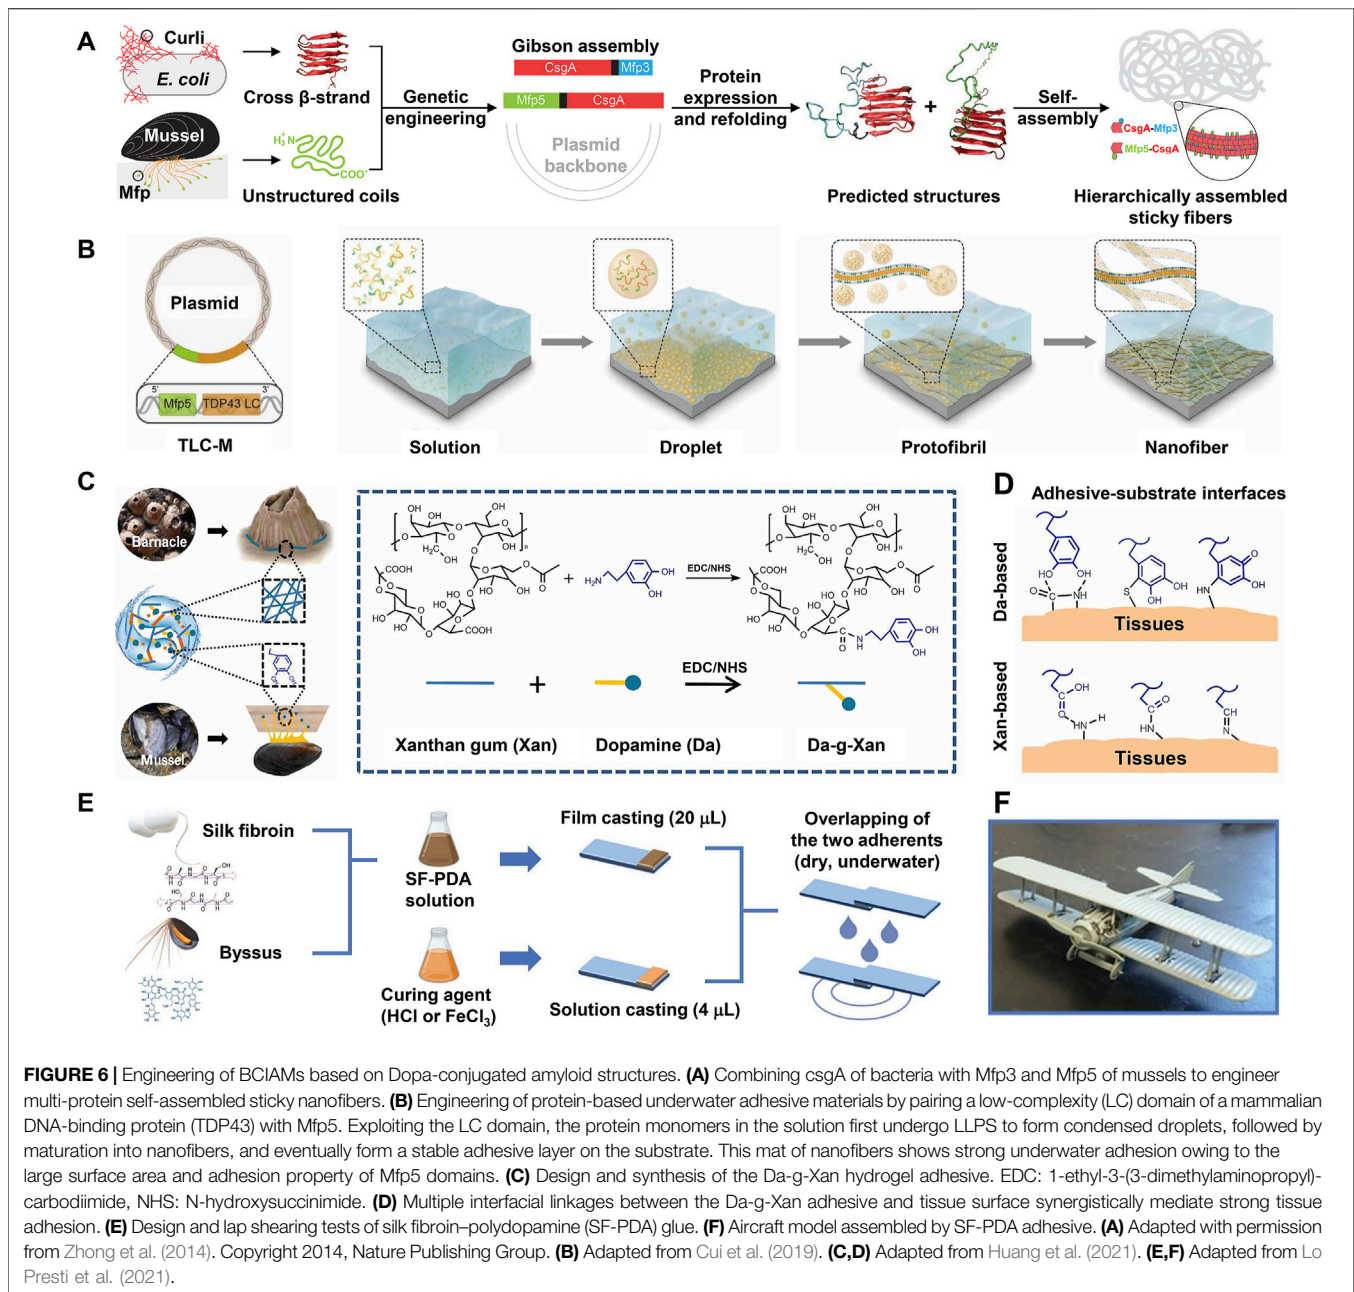 A
Curli
E. coli
Cross β-strand
Mussel
Mfp
H₃⁺N
COO⁻
Unstructured coils
Genetic
engineering
Gibson assembly
CsgA Mfp3
Mfp5 CsgA
Plasmid
backbone
Protein
expression
and refolding
+
Predicted structures
Self-
assembly
CsgA-Mfp3
Mfp5-CsgA
Hierarchically assembled
sticky fibers
B
Plasmid
5' 3'
Mfp5 TDP43 LC
TLC-M
Solution
Droplet
Protofibril
Nanofiber
C
Barnacle
Mussel
EDC/NHS
+
EDC/NHS
Xanthan gum (Xan)
Dopamine (Da)
Da-g-Xan
D
Adhesive-substrate interfaces
Da-based
Tissues
Xan-based
Tissues
E
Silk fibroin
Byssus
SF-PDA
solution
Curing agent
(HCl or FeCl₃)
Film casting (20 μL)
Solution casting (4 μL)
Overlapping of
the two adherents
(dry, underwater)
F
FIGURE 6 | Engineering of BCIAMs based on Dopa-conjugated amyloid structures. (A) Combining csgA of bacteria with Mfp3 and Mfp5 of mussels to engineer
multi-protein self-assembled sticky nanofibers. (B) Engineering of protein-based underwater adhesive materials by pairing a low-complexity (LC) domain of a mammalian
DNA-binding protein (TDP43) with Mfp5. Exploiting the LC domain, the protein monomers in the solution first undergo LLPS to form condensed droplets, followed by
maturation into nanofibers, and eventually form a stable adhesive layer on the substrate. This mat of nanofibers shows strong underwater adhesion owing to the
large surface area and adhesion property of Mfp5 domains. (C) Design and synthesis of the Da-g-Xan hydrogel adhesive. EDC: 1-ethyl-3-(3-dimethylaminopropyl)-
carbodiimide, NHS: N-hydroxysuccinimide. (D) Multiple interfacial linkages between the Da-g-Xan adhesive and tissue surface synergistically mediate strong tissue
adhesion. (E) Design and lap shearing tests of silk fibroin–polydopamine (SF-PDA) glue. (F) Aircraft model assembled by SF-PDA adhesive. (A) Adapted with permission
from Zhong et al. (2014). Copyright 2014, Nature Publishing Group. (B) Adapted from Cui et al. (2019). (C,D) Adapted from Huang et al. (2021). (E,F) Adapted from Lo
Presti et al. (2021).